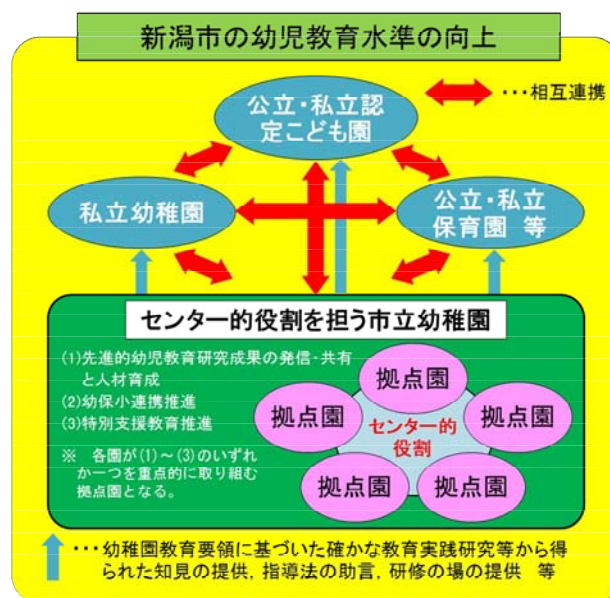 新潟市の幼児教育水準の向上
公立・私立認
定こども園
・・・相互連携
私立幼稚園
公立・私立
保育園 等
センター的役割を担う市立幼稚園
(1)先進的幼児教育研究成果の発信・共有
と人材育成
(2)幼保小連携推進
(3)特別支援教育推進
※ 各園が(1)～(3)のいずれ
か一つを重点的に取り組む
拠点園となる。
拠点園
拠点園
拠点園
センター的
役割
拠点園
拠点園
・・・幼稚園教育要領に基づいた確かな教育実践研究等から得
られた知見の提供，指導法の助言，研修の場の提供 等